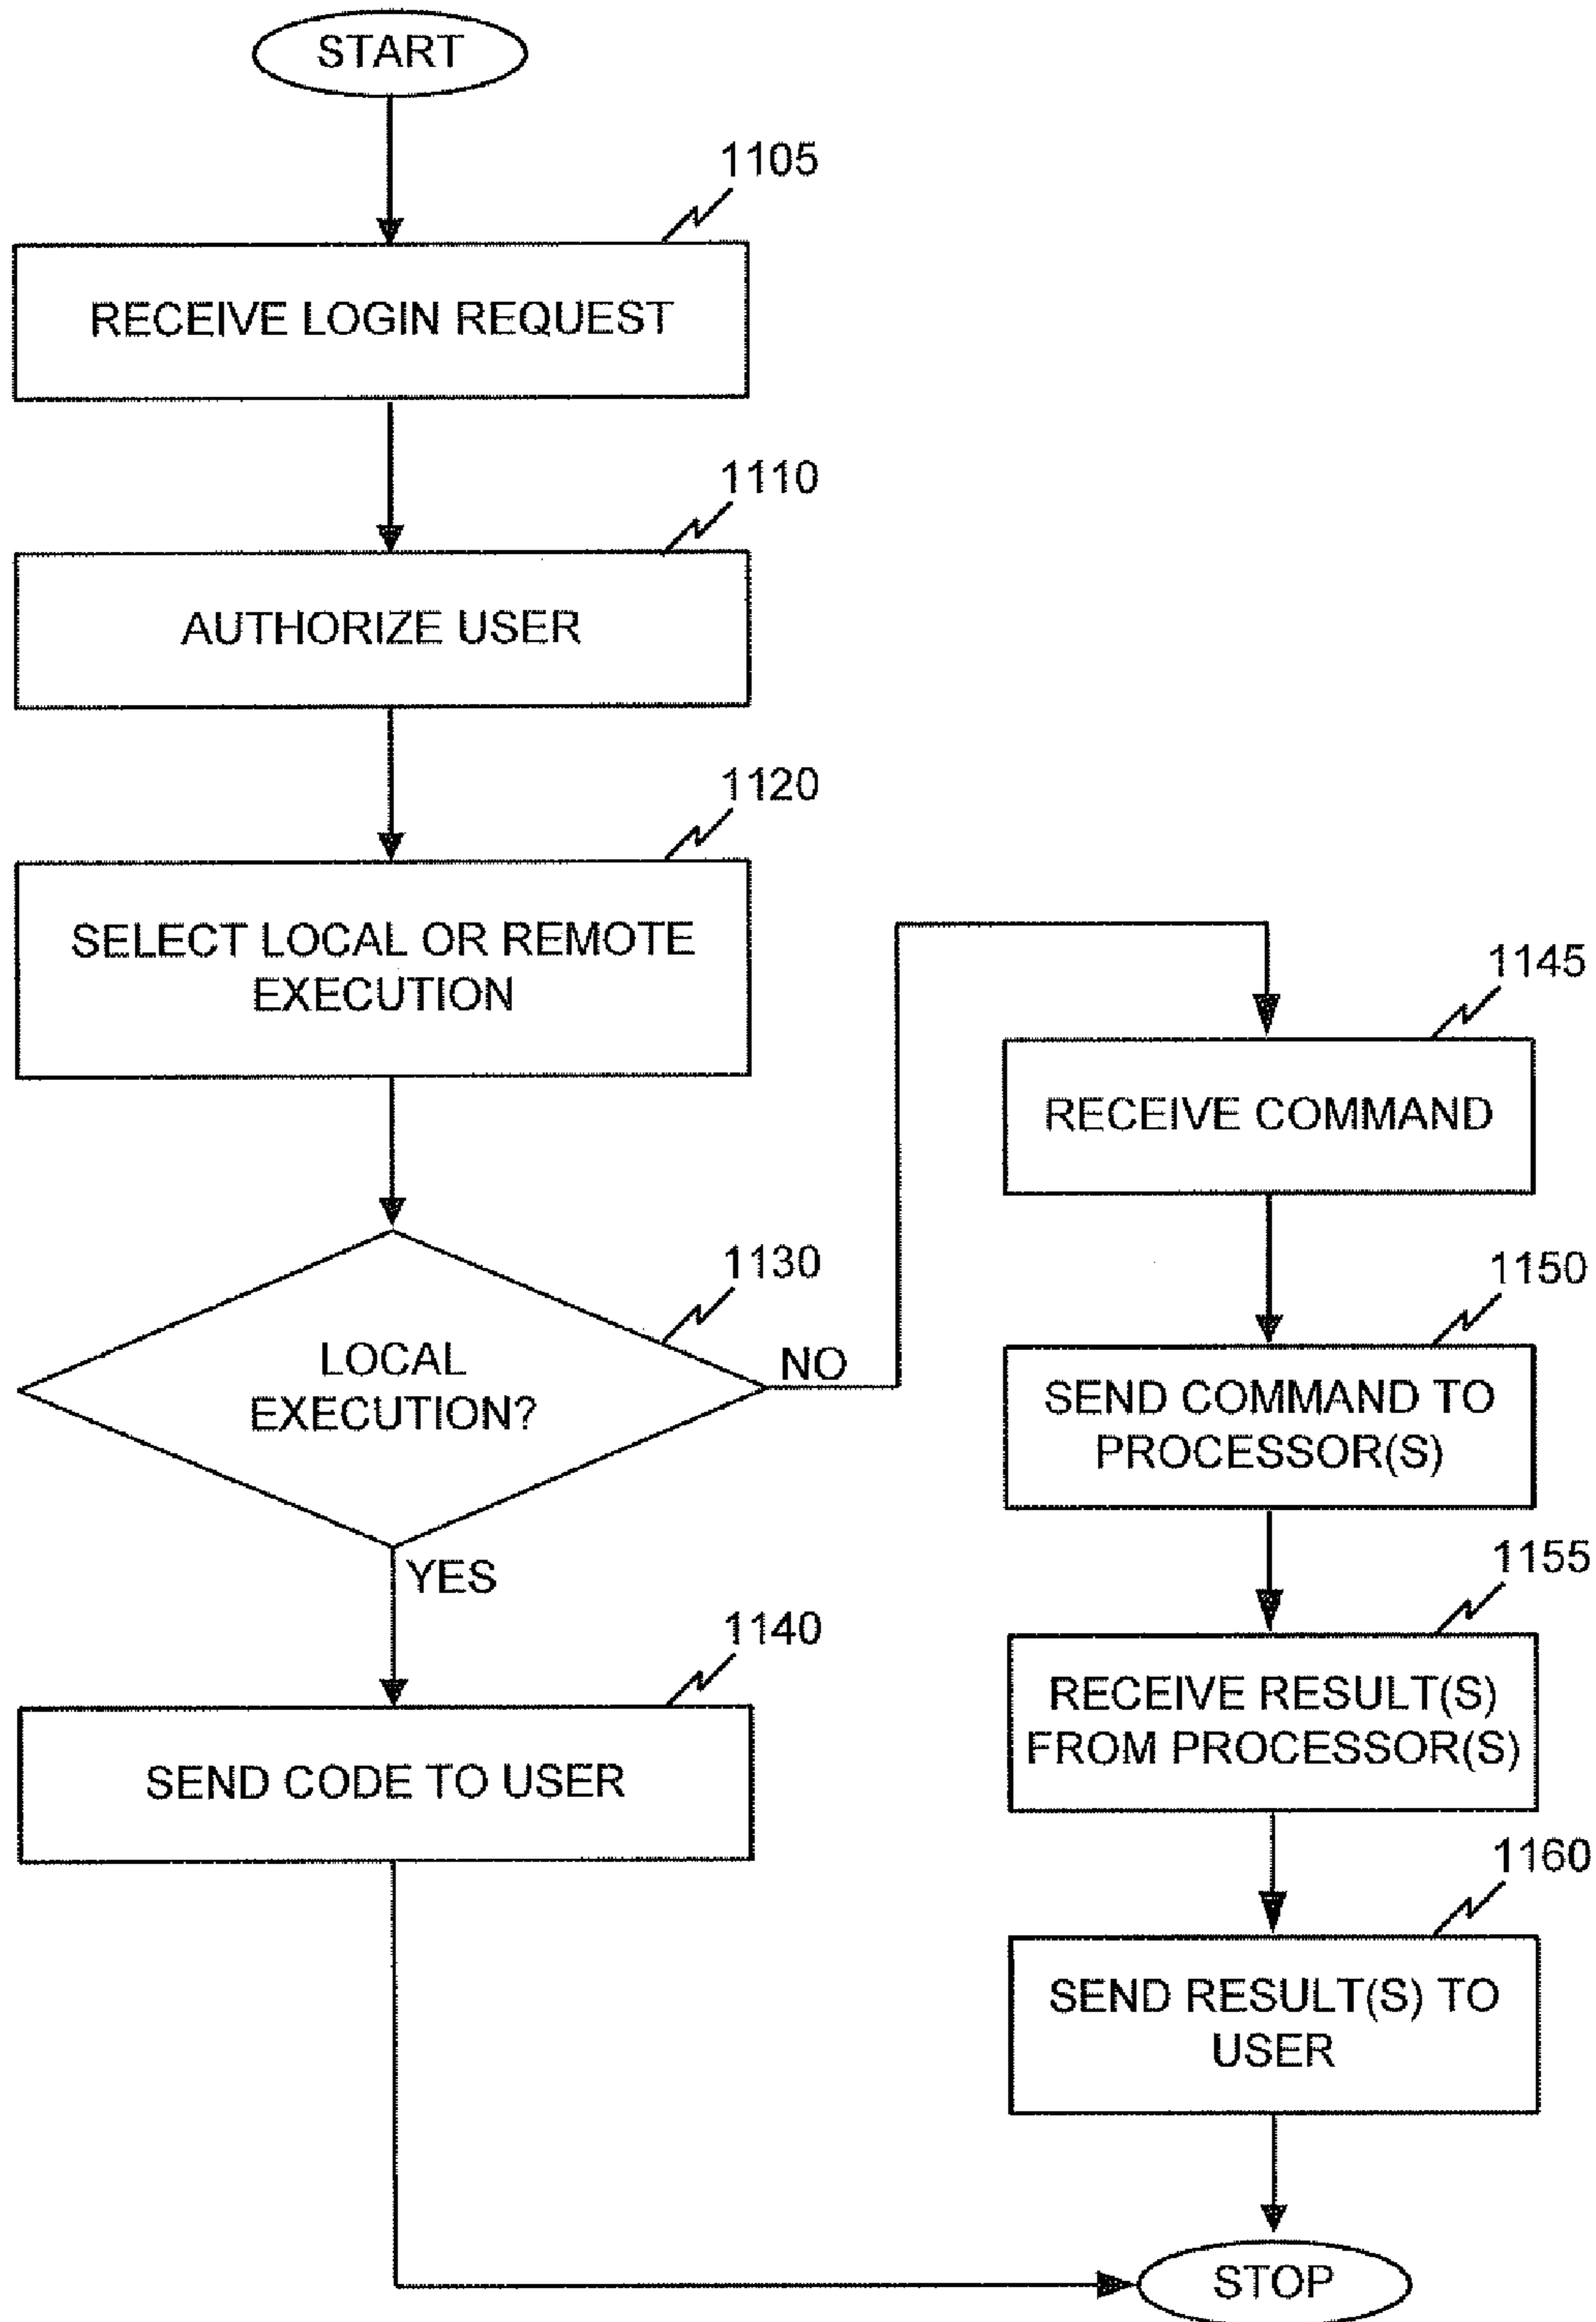 START
1105
RECEIVE LOGIN REQUEST
1110
AUTHORIZE USER
1120
SELECT LOCAL OR REMOTE
EXECUTION
1130
LOCAL
EXECUTION?
NO
YES
1140
SEND CODE TO USER
1145
RECEIVE COMMAND
1150
SEND COMMAND TO
PROCESSOR(S)
1155
RECEIVE RESULT(S)
FROM PROCESSOR(S)
1160
SEND RESULT(S) TO
USER
STOP